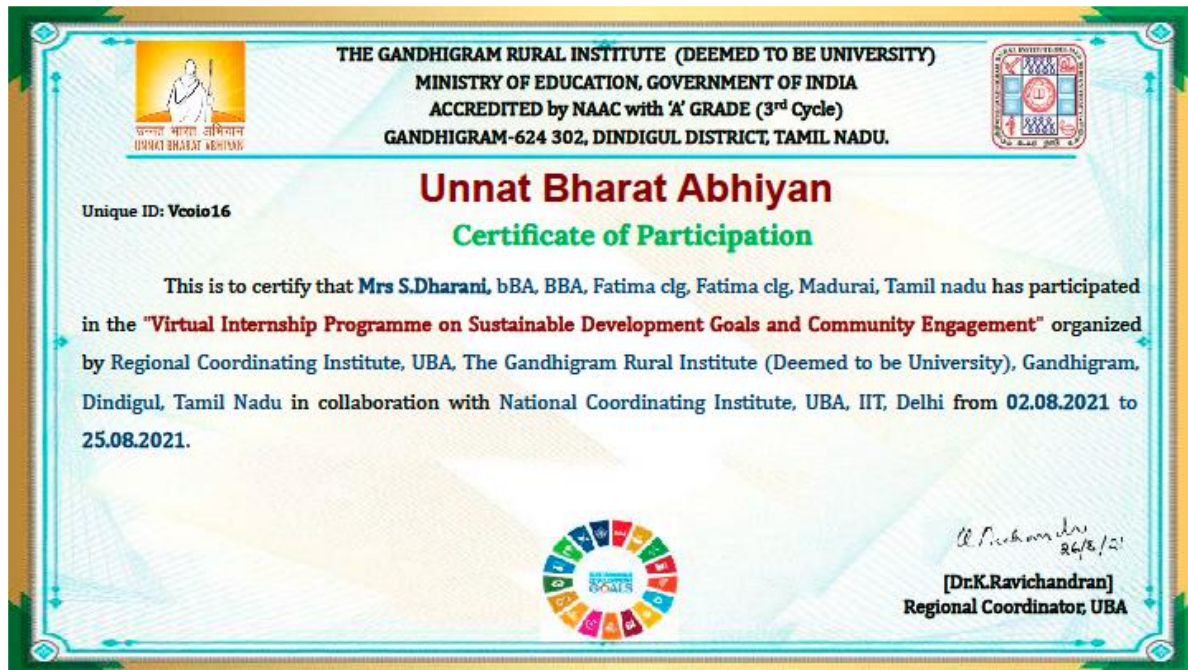 THE GANDHIGRAM RURAL INSTITUTE (DEEMED TO BE UNIVERSITY)
MINISTRY OF EDUCATION, GOVERNMENT OF INDIA
ACCREDITED by NAAC with 'A' GRADE (3rd Cycle)
GANDHIGRAM-624 302, DINDIGUL DISTRICT, TAMIL NADU.
उन्नत भारत अभियान
UNNAT BHARAT ABHIYAN
Unnat Bharat Abhiyan
Unique ID: Vcoio16
Certificate of Participation
This is to certify that Mrs S.Dharani, bBA, BBA, Fatima clg, Fatima clg, Madurai, Tamil nadu has participated
in the "Virtual Internship Programme on Sustainable Development Goals and Community Engagement" organized
by Regional Coordinating Institute, UBA, The Gandhigram Rural Institute (Deemed to be University), Gandhigram,
Dindigul, Tamil Nadu in collaboration with National Coordinating Institute, UBA, IIT, Delhi from 02.08.2021 to
25.08.2021.
SUSTAINABLE
DEVELOPMENT
GOALS
26/8/21
[Dr.K.Ravichandran]
Regional Coordinator, UBA